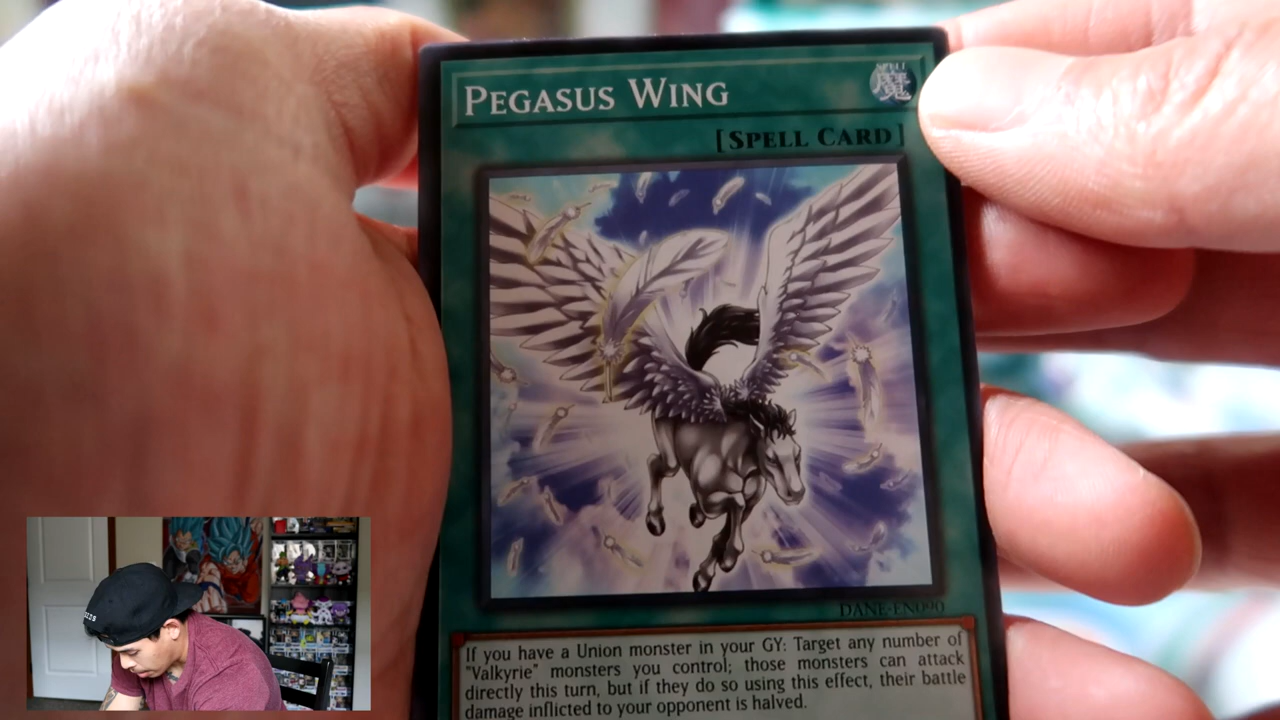 PEGASUS WING
SPELL
[SPELL CARD]
DANE-EN090
If you have a Union monster in your GY: Target any number of
"Valkyrie" monsters you control; those monsters can attack
directly this turn, but if they do so using this effect, their battle
damage inflicted to your opponent is halved.